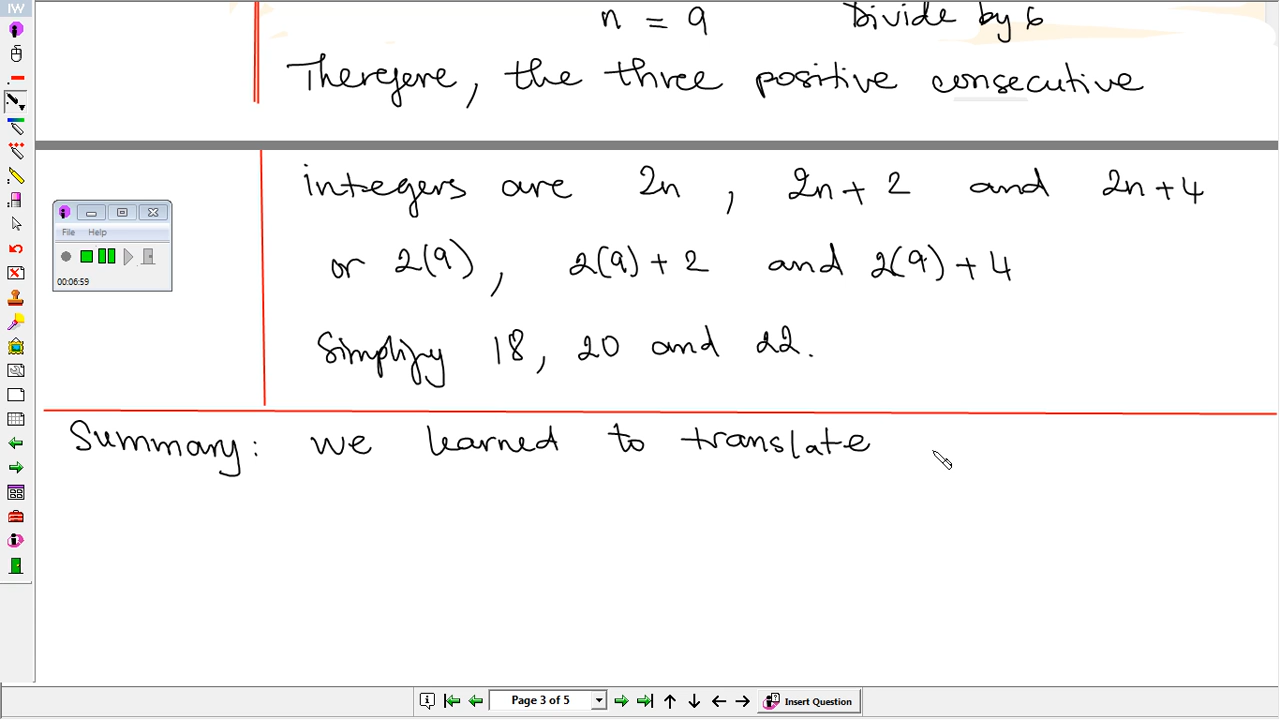 IW
n = 9 Divide by 6
Therefore, the three positive consecutive
integers are 2n, 2n + 2 and 2n + 4
File Help
or 2(9), 2(9) + 2 and 2(9) + 4
00:06:59
Simplify 18, 20 and 22.
Summary: we learned to translate
Page 3 of 5
Insert Question